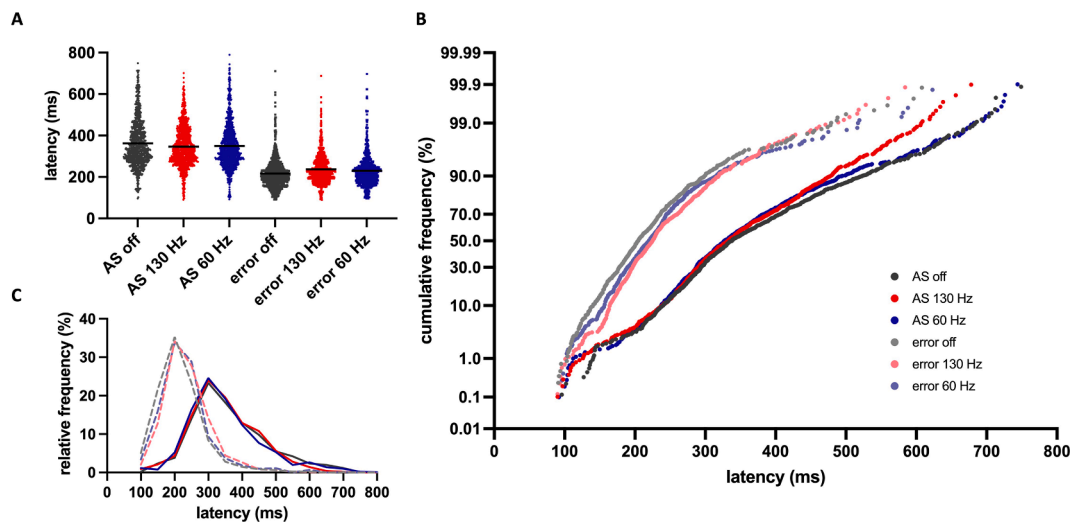 A
800
600
400
200
0
latency (ms)
AS off
AS 130 Hz
AS 60 Hz
error off
error 130 Hz
error 60 Hz
B
99.99
99.9
99.0
90.0
70.0
50.0
30.0
10.0
1.0
0.1
0.01
cumulative frequency (%)
0 100 200 300 400 500 600 700 800
latency (ms)
AS off
AS 130 Hz
AS 60 Hz
error off
error 130 Hz
error 60 Hz
C
40
30
20
10
0
relative frequency (%)
0 100 200 300 400 500 600 700 800
latency (ms)